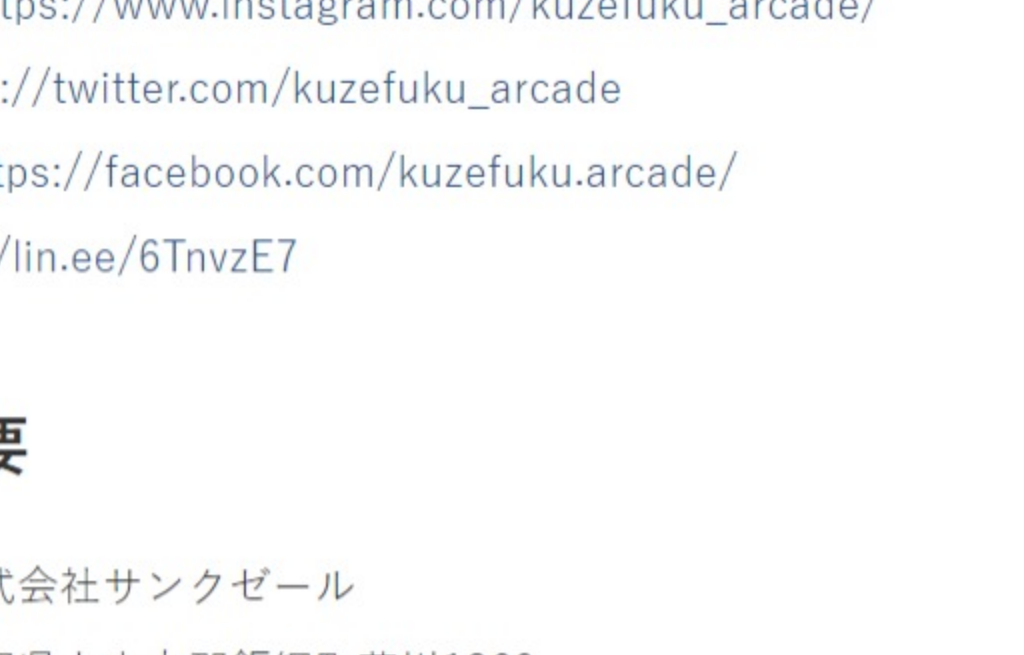 tps://www.instagram.com/kuzefuku_arcade/
://twitter.com/kuzefuku_arcade
tps://facebook.com/kuzefuku.arcade/
/lin.ee/6TnvzE7
要
式会社サンクゼール